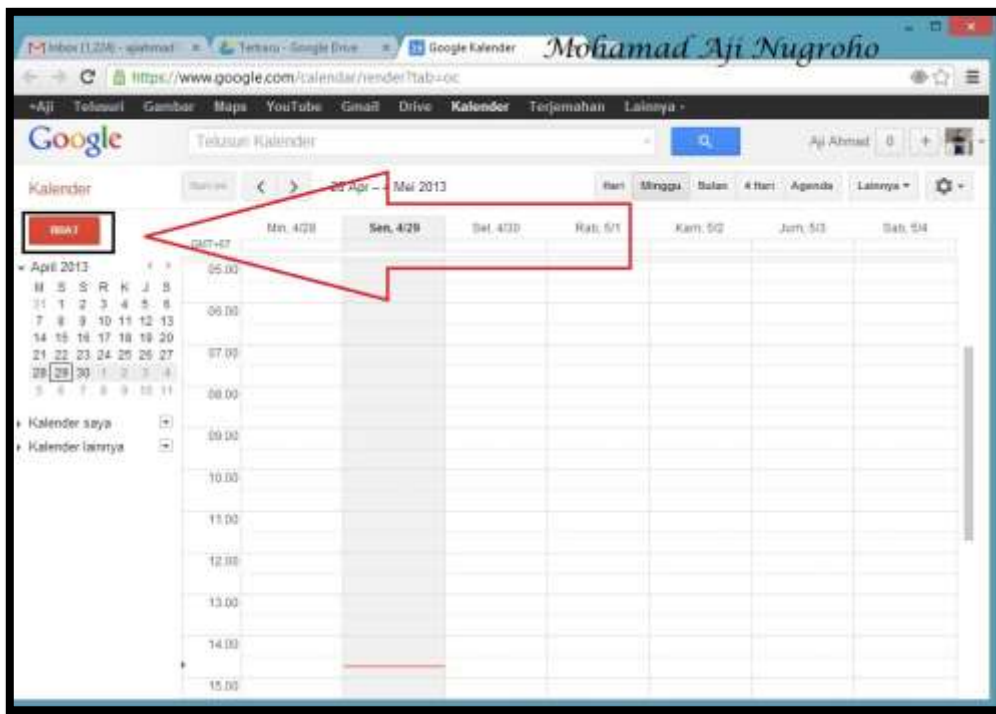 Inbox (1,224) - ajiahmad
Terbaru - Google Drive
Google Kalender
Mohamad Aji Nugroho
https://www.google.com/calendar/render?tab=oc
+Aji Telusuri Gambar Maps YouTube Gmail Drive Kalender Terjemahan Lainnya
Google
Telusuri Kalender
Aji Ahmad 0 +
Kalender
Hari ini
Apr – Mei 2013
Hari Minggu Bulan 4 Hari Agenda Lainnya
BUAT
Min, 4/28 Sen, 4/29 Sel, 4/30 Rab, 5/1 Kam, 5/2 Jum, 5/3 Sab, 5/4
GMT+07
April 2013
M S S R K J S
31 1 2 3 4 5 6
7 8 9 10 11 12 13
14 15 16 17 18 19 20
21 22 23 24 25 26 27
28 29 30 1 2 3 4
5 6 7 8 9 10 11
Kalender saya
Kalender lainnya
05.00
06.00
07.00
08.00
09.00
10.00
11.00
12.00
13.00
14.00
15.00